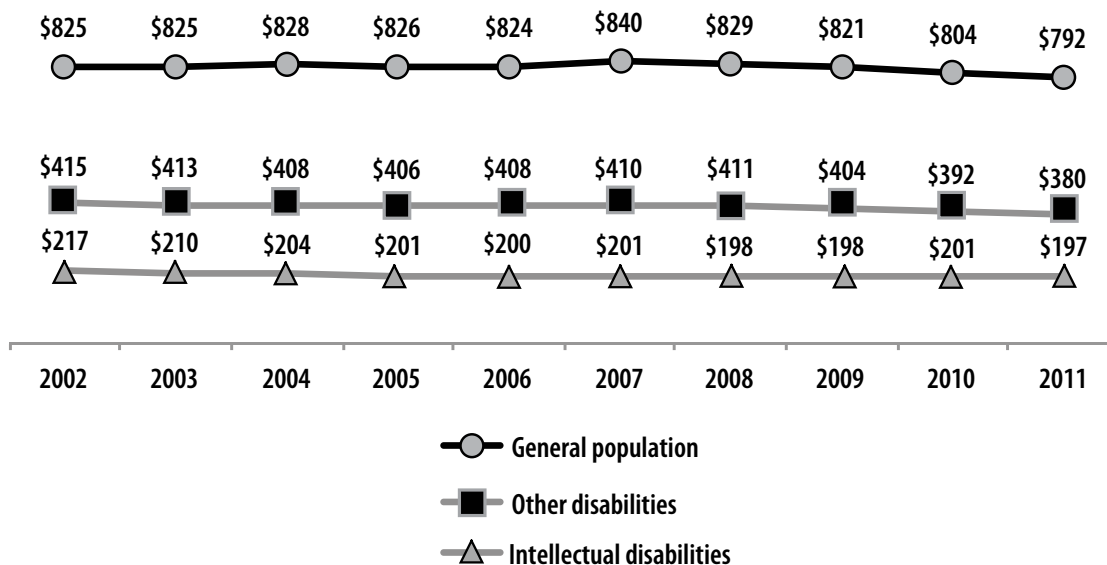 $825 $825 $828 $826 $824 $840 $829 $821 $804 $792
$415 $413 $408 $406 $408 $410 $411 $404 $392 $380
$217 $210 $204 $201 $200 $201 $198 $198 $201 $197
2002 2003 2004 2005 2006 2007 2008 2009 2010 2011
General population
Other disabilities
Intellectual disabilities